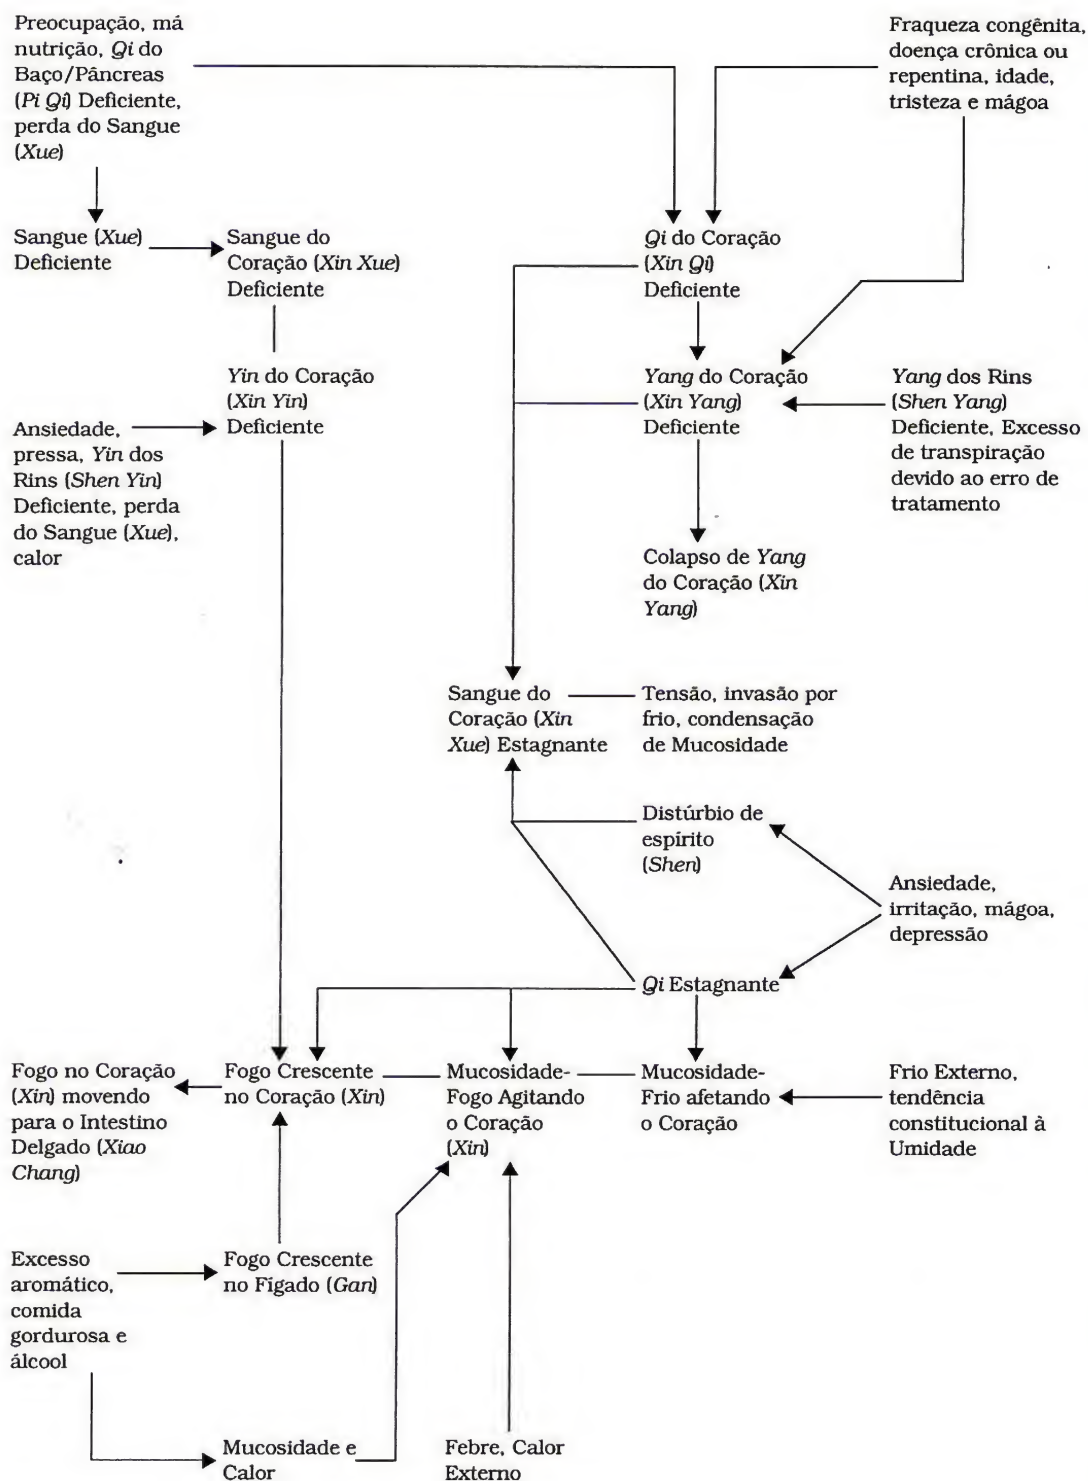 Preocupação, má
nutrição, Qi do
Baço/Pâncreas
(Pi Qi) Deficiente,
perda do Sangue
(Xue)
Fraqueza congênita,
doença crônica ou
repentina, idade,
tristeza e mágoa
Sangue (Xue)
Deficiente
Sangue do
Coração (Xin Xue)
Deficiente
Qi do Coração
(Xin Qi)
Deficiente
Yin do Coração
(Xin Yin)
Deficiente
Yang do Coração
(Xin Yang)
Deficiente
Yang dos Rins
(Shen Yang)
Deficiente, Excesso
de transpiração
devido ao erro de
tratamento
Ansiedade,
pressa, Yin dos
Rins (Shen Yin)
Deficiente, perda
do Sangue (Xue),
calor
Colapso de Yang
do Coração (Xin
Yang)
Sangue do
Coração (Xin
Xue) Estagnante
Tensão, invasão por
frio, condensação
de Mucosidade
Distúrbio de
espírito
(Shen)
Ansiedade,
irritação, mágoa,
depressão
Qi Estagnante
Fogo no Coração
(Xin) movendo
para o Intestino
Delgado (Xiao
Chang)
Fogo Crescente
no Coração (Xin)
Mucosidade-
Fogo Agitando
o Coração
(Xin)
Mucosidade-
Frio afetando
o Coração
Frio Externo,
tendência
constitucional à
Umidade
Excesso
aromático,
comida
gordurosa e
álcool
Fogo Crescente
no Fígado (Gan)
Mucosidade e
Calor
Febre, Calor
Externo